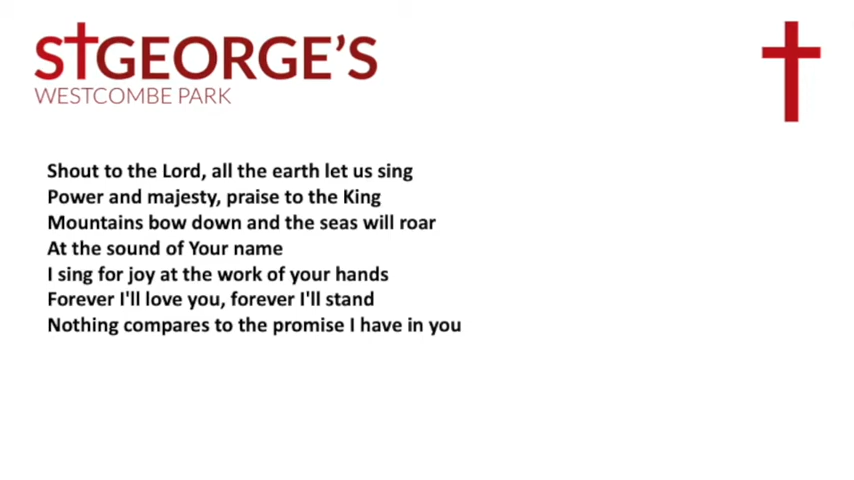 STGEORGE'S
WESTCOMBE PARK
Shout to the Lord, all the earth let us sing
Power and majesty, praise to the King
Mountains bow down and the seas will roar
At the sound of Your name
I sing for joy at the work of your hands
Forever I'll love you, forever I'll stand
Nothing compares to the promise I have in you